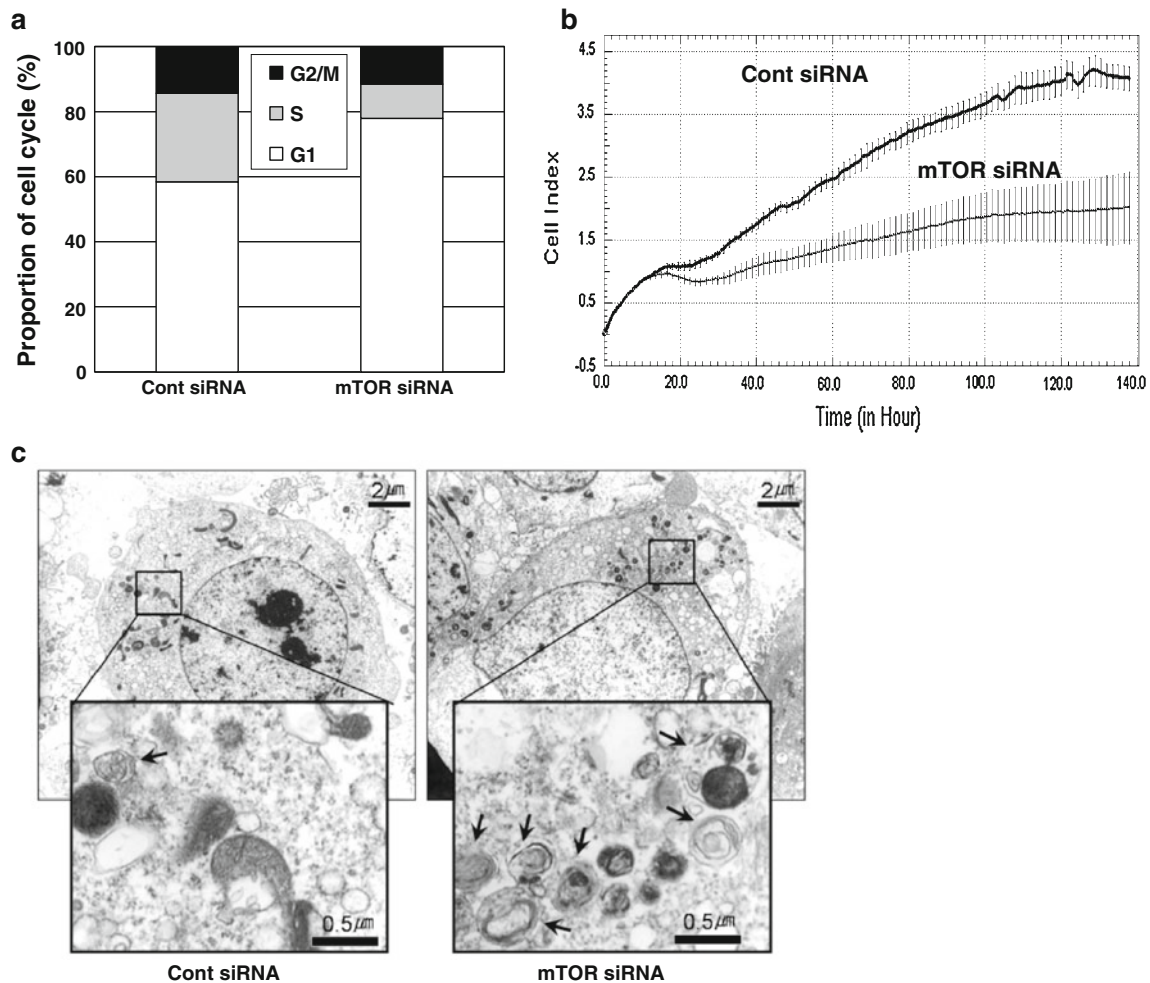 a
Proportion of cell cycle (%)
100
80
60
40
20
0
G2/M
S
G1
Cont siRNA
mTOR siRNA
b
Cell Index
4.5
3.5
2.5
1.5
0.5
-0.5
Cont siRNA
mTOR siRNA
0.0 20.0 40.0 60.0 80.0 100.0 120.0 140.0
Time (in Hour)
c
2㎛
2㎛
0.5㎛
0.5㎛
Cont siRNA
mTOR siRNA